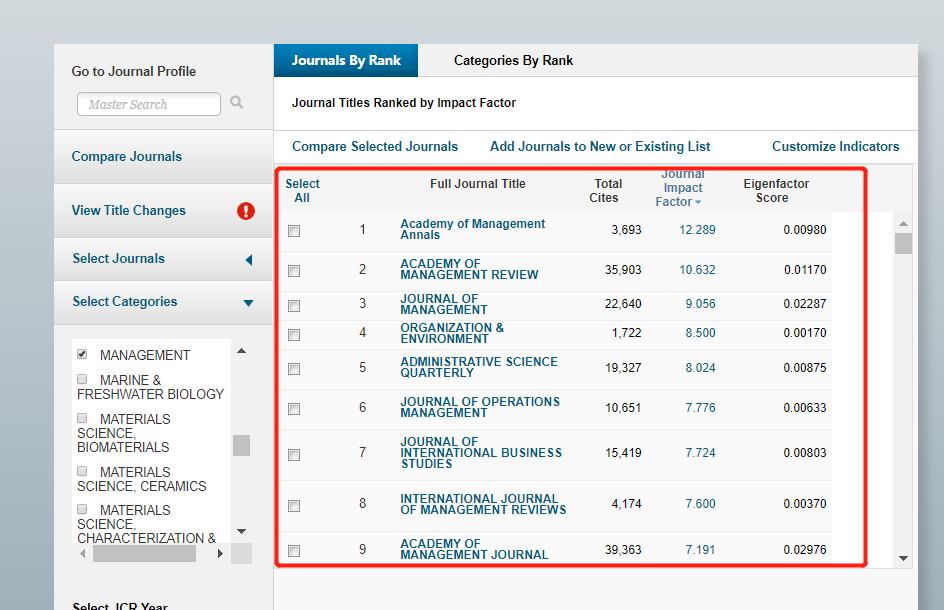 Go to Journal Profile
Master Search
Compare Journals
View Title Changes
Select Journals
Select Categories
MANAGEMENT
MARINE &
FRESHWATER BIOLOGY
MATERIALS
SCIENCE,
BIOMATERIALS
MATERIALS
SCIENCE, CERAMICS
MATERIALS
SCIENCE,
CHARACTERIZATION &
Select JCR Year
Journals By Rank
Categories By Rank
Journal Titles Ranked by Impact Factor
Compare Selected Journals
Add Journals to New or Existing List
Customize Indicators
Select
All
Full Journal Title
Total
Cites
Journal
Impact
Factor
Eigenfactor
Score
1 Academy of Management
Annals 3,693 12.289 0.00980
2 ACADEMY OF
MANAGEMENT REVIEW 35,903 10.632 0.01170
3 JOURNAL OF
MANAGEMENT 22,640 9.056 0.02287
4 ORGANIZATION &
ENVIRONMENT 1,722 8.500 0.00170
5 ADMINISTRATIVE SCIENCE
QUARTERLY 19,327 8.024 0.00875
6 JOURNAL OF OPERATIONS
MANAGEMENT 10,651 7.776 0.00633
7 JOURNAL OF
INTERNATIONAL BUSINESS
STUDIES 15,419 7.724 0.00803
8 INTERNATIONAL JOURNAL
OF MANAGEMENT REVIEWS 4,174 7.600 0.00370
9 ACADEMY OF
MANAGEMENT JOURNAL 39,363 7.191 0.02976